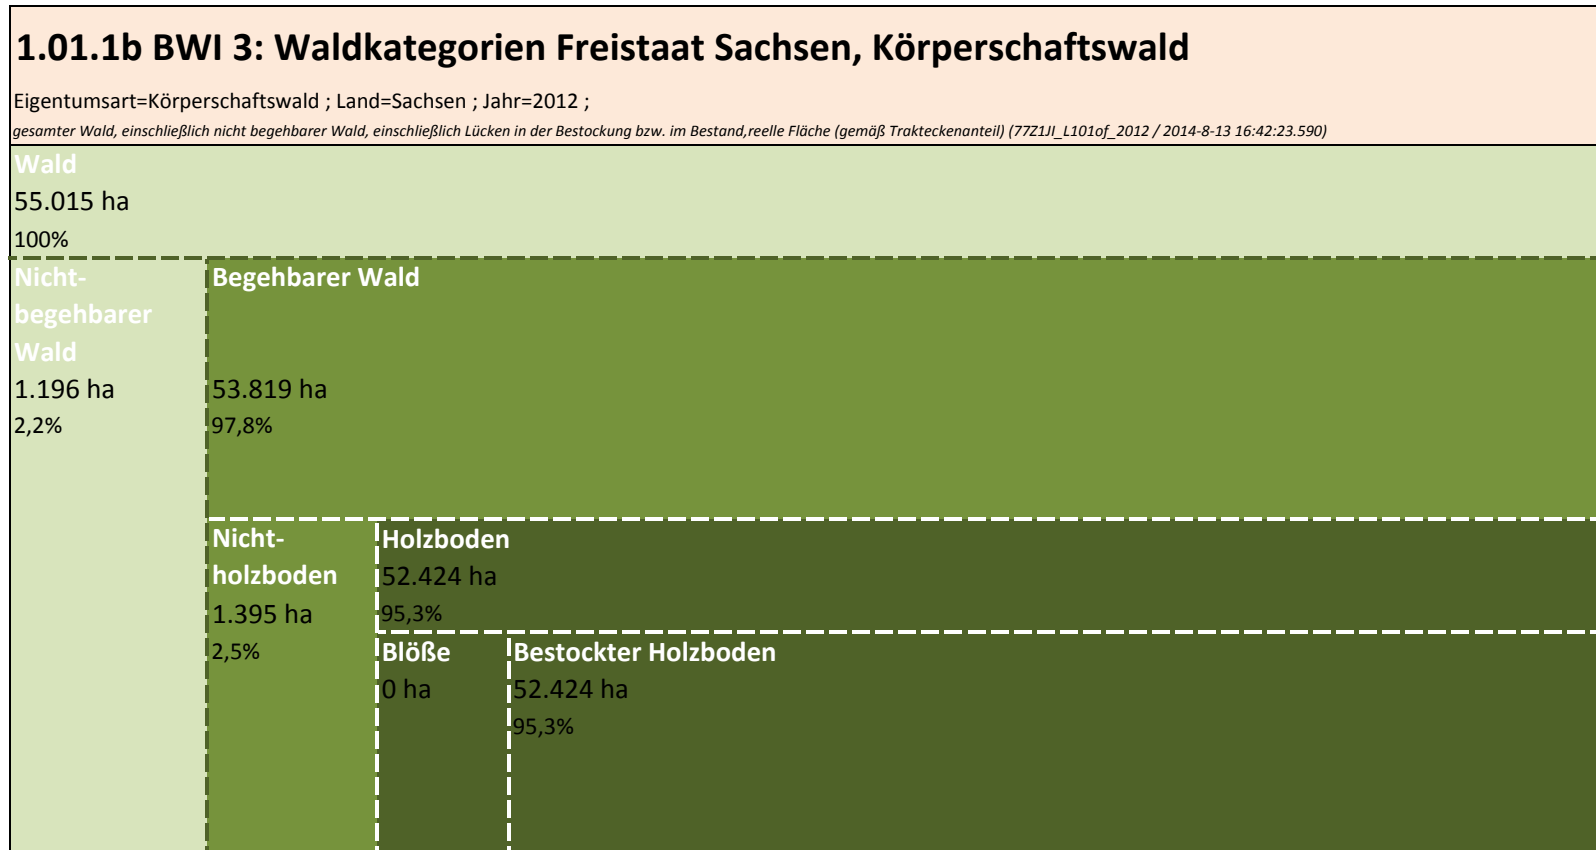 1.01.1b BWI 3: Waldkategorien Freistaat Sachsen, Körperschaftswald
Eigentumsart=Körperschaftswald ; Land=Sachsen ; Jahr=2012 ;
gesamter Wald, einschließlich nicht begehbarer Wald, einschließlich Lücken in der Bestockung bzw. im Bestand,reelle Fläche (gemäß Trakteckenanteil) (77Z1JI_L101of_2012 / 2014-8-13 16:42:23.590)
Wald
55.015 ha
100%
Nicht-
begehbarer
Wald
1.196 ha
2,2%
Begehbarer Wald
53.819 ha
97,8%
Nicht-
holzboden
1.395 ha
2,5%
Holzboden
52.424 ha
95,3%
Blöße
0 ha
Bestockter Holzboden
52.424 ha
95,3%